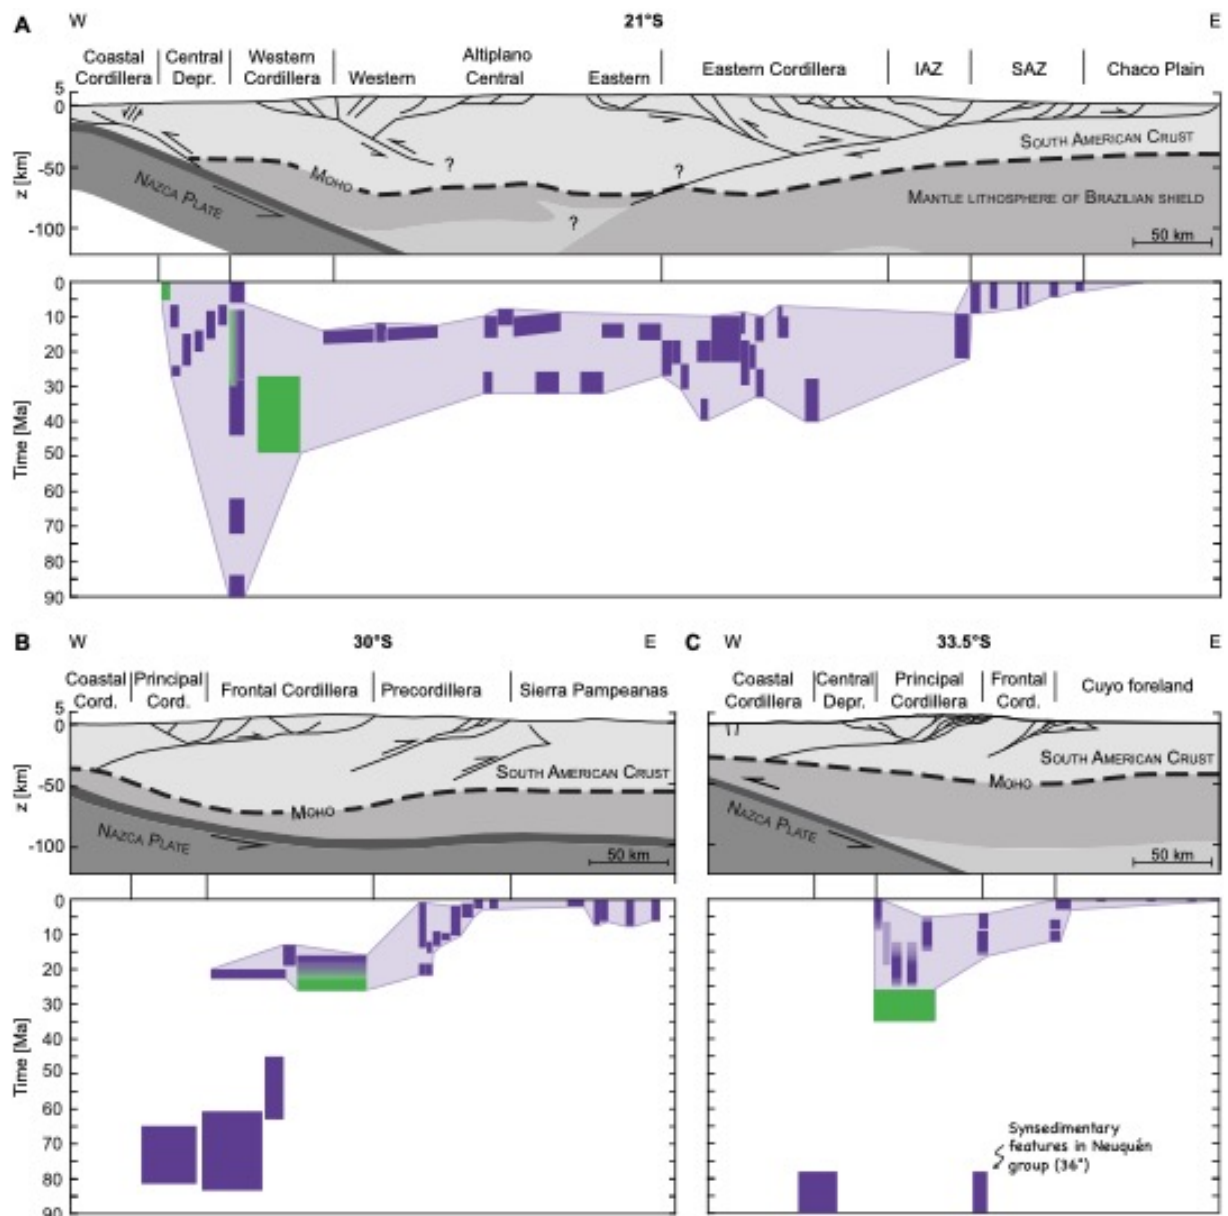 A W 21°S E
Coastal Central Western Altiplano
Cordillera Depr. Cordillera Western Central Eastern Eastern Cordillera IAZ SAZ Chaco Plain
5
0
-50
-100
z [km]
NAZCA PLATE
MOHO
?
?
?
SOUTH AMERICAN CRUST
MANTLE LITHOSPHERE OF BRAZILIAN SHIELD
50 km
0
10
20
30
40
50
60
70
80
90
Time [Ma]
B W 30°S E
Coastal Principal
Cord. Cord. Frontal Cordillera Precordillera Sierra Pampeanas
5
0
-50
-100
z [km]
SOUTH AMERICAN CRUST
MOHO
NAZCA PLATE
50 km
0
10
20
30
40
50
60
70
80
90
Time [Ma]
C W 33.5°S E
Coastal Central Principal Frontal
Cordillera Depr. Cordillera Cord. Cuyo foreland
SOUTH AMERICAN CRUST
MOHO
NAZCA PLATE
50 km
Synsedimentary
features in Neuquén
group (36°)